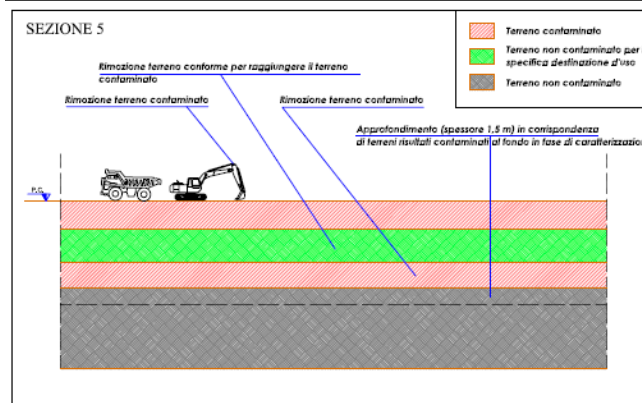 SEZIONE 5
Terreno contaminato
Terreno non contaminato per
specifica destinazione d'uso
Terreno non contaminato
Rimozione terreno conforme per raggiungere il terreno
contaminato
Rimozione terreno contaminato
Rimozione terreno contaminato
Approfondimento (spessore 1,5 m) in corrispondenza
di terreni risultati contaminati al fondo in fase di caratterizzazion
P.C.